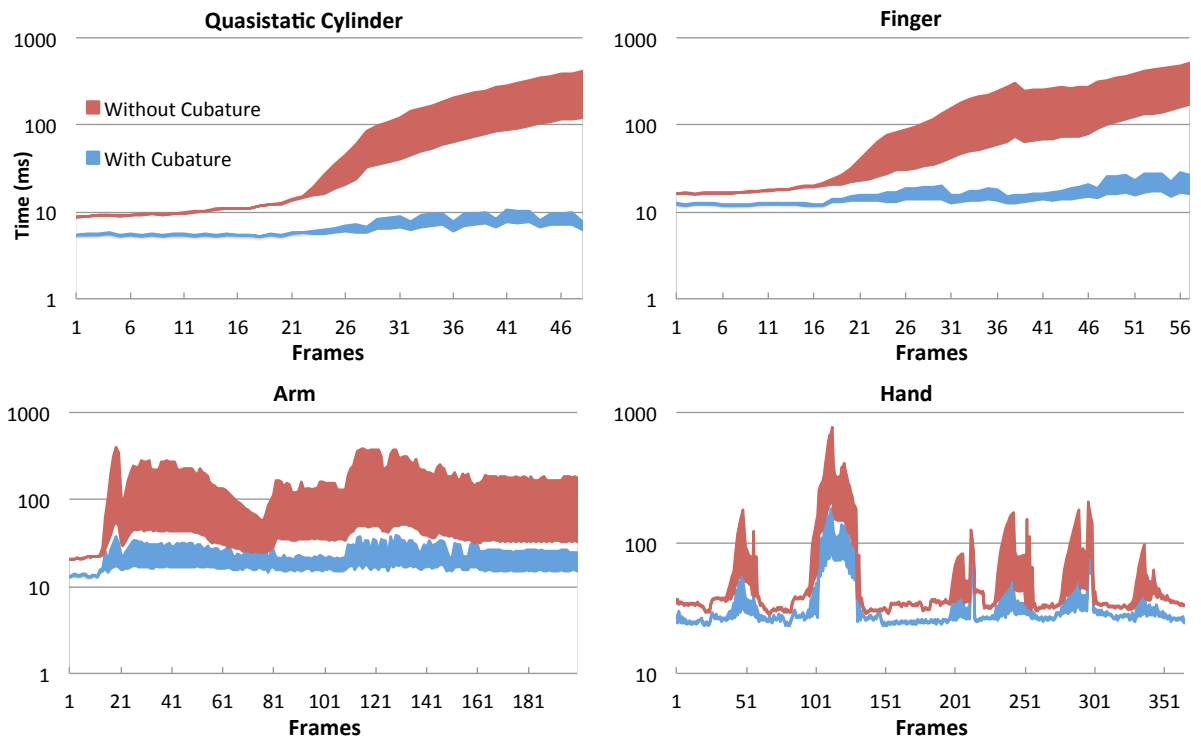 Quasistatic Cylinder
1000
100
10
1
Time (ms)
Without Cubature
With Cubature
1 6 11 16 21 26 31 36 41 46
Frames
Finger
1000
100
10
1
1 6 11 16 21 26 31 36 41 46 51 56
Frames
Arm
1000
100
10
1
1 21 41 61 81 101 121 141 161 181
Frames
Hand
1000
100
10
1 51 101 151 201 251 301 351
Frames